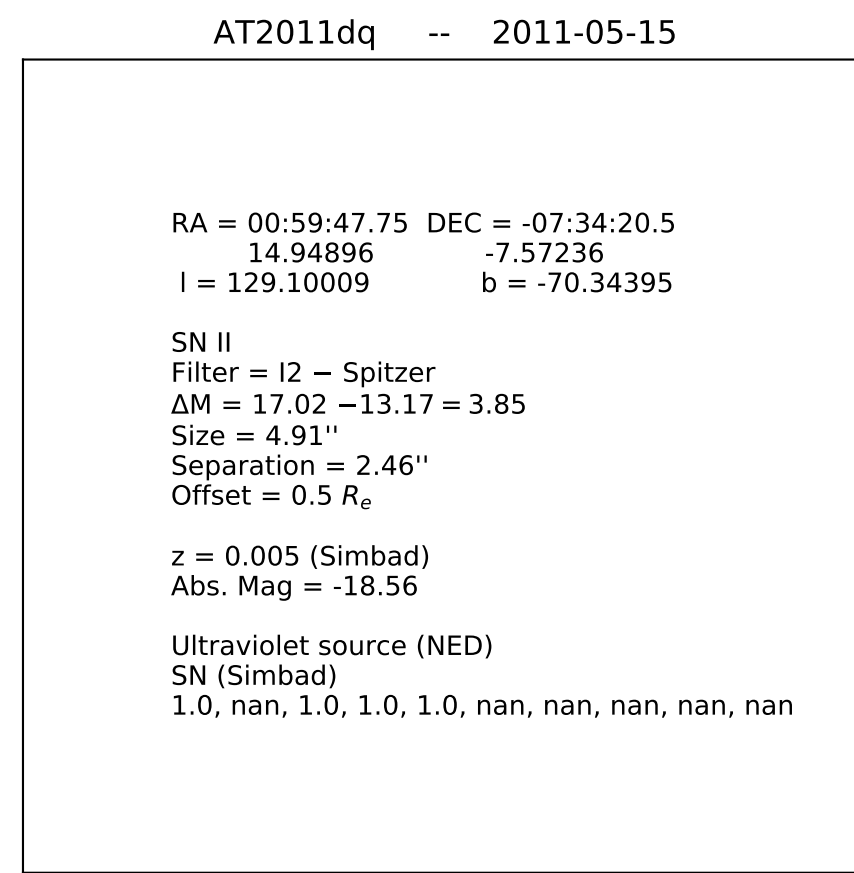 AT2011dq -- 2011-05-15
RA = 00:59:47.75 DEC = -07:34:20.5
14.94896 -7.57236
l = 129.10009 b = -70.34395
SN II
Filter = I2 − Spitzer
ΔM = 17.02 −13.17 = 3.85
Size = 4.91''
Separation = 2.46''
Offset = 0.5 Rₑ
z = 0.005 (Simbad)
Abs. Mag = -18.56
Ultraviolet source (NED)
SN (Simbad)
1.0, nan, 1.0, 1.0, 1.0, nan, nan, nan, nan, nan